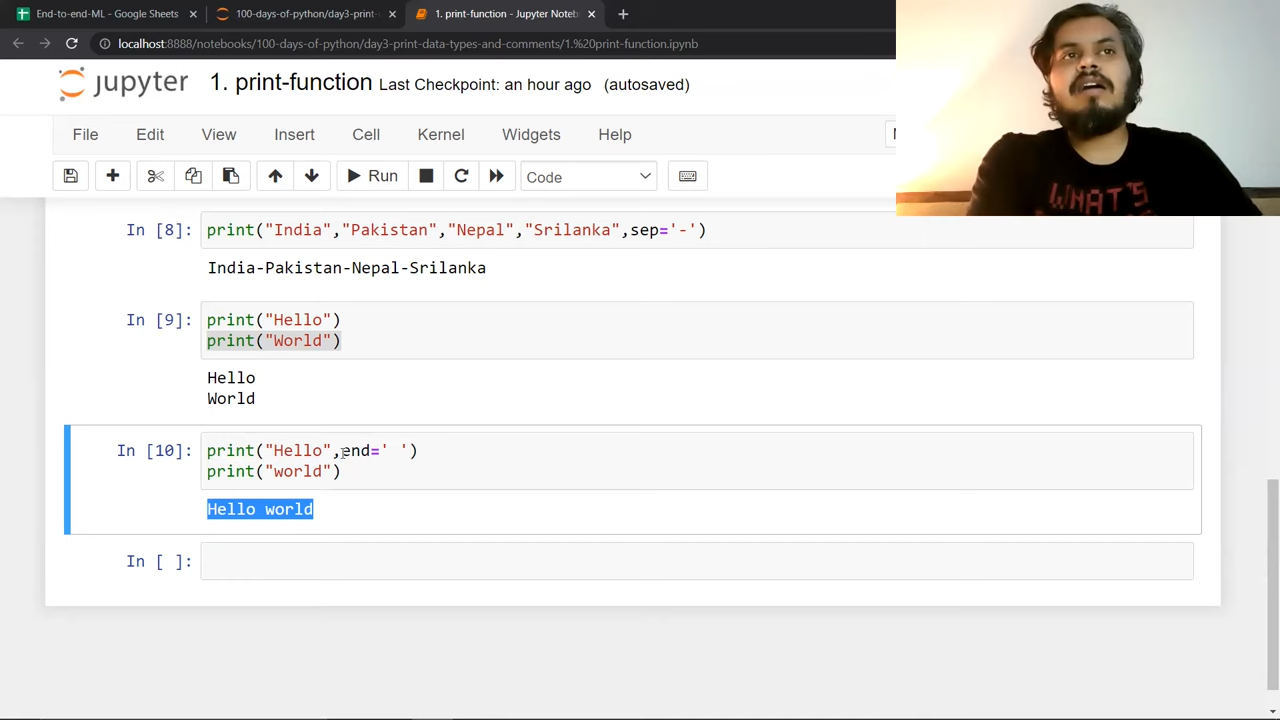 End-to-end-ML - Google Sheets
100-days-of-python/day3-print-
1. print-function - Jupyter Noteb
localhost:8888/notebooks/100-days-of-python/day3-print-data-types-and-comments/1.%20print-function.ipynb
jupyter 1. print-function Last Checkpoint: an hour ago (autosaved)
File Edit View Insert Cell Kernel Widgets Help
Run Code
WHAT'S
In [8]: print("India","Pakistan","Nepal","Srilanka",sep='-')
India-Pakistan-Nepal-Srilanka
In [9]: print("Hello")
print("World")
Hello
World
In [10]: print("Hello",end=' ')
print("world")
Hello world
In [ ]: